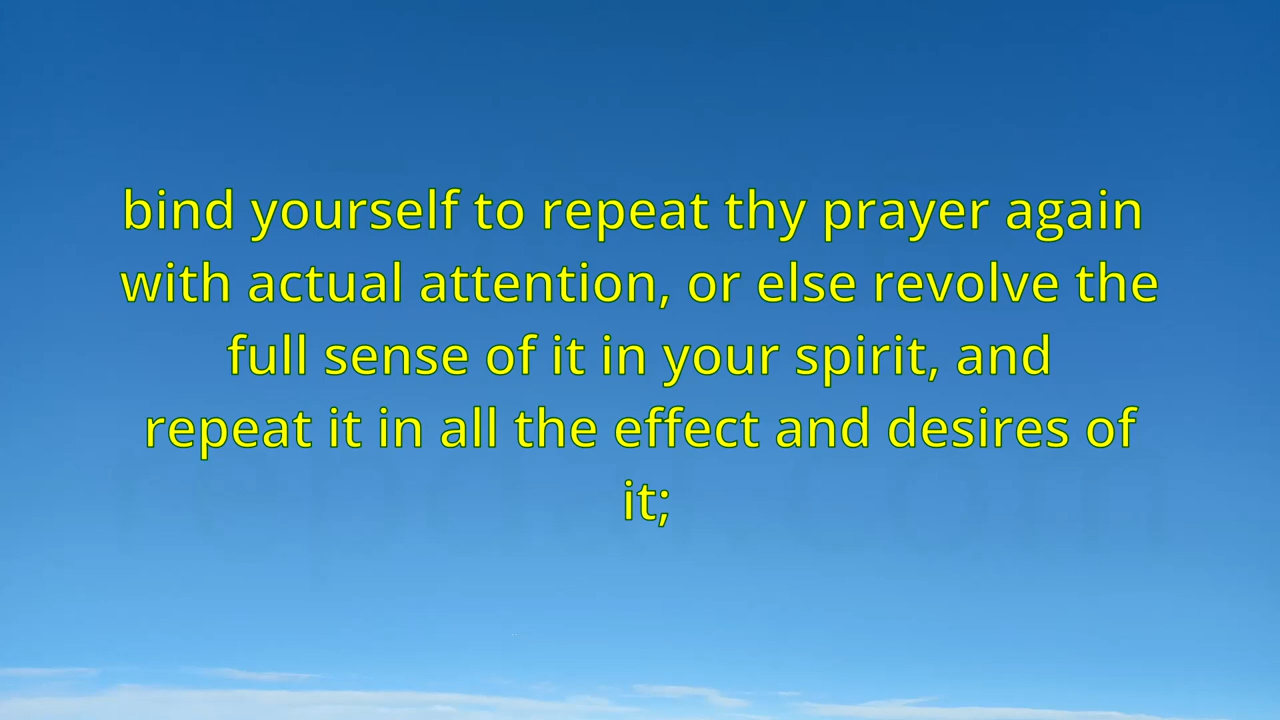 bind yourself to repeat thy prayer again
with actual attention, or else revolve the
full sense of it in your spirit, and
repeat it in all the effect and desires of
it;